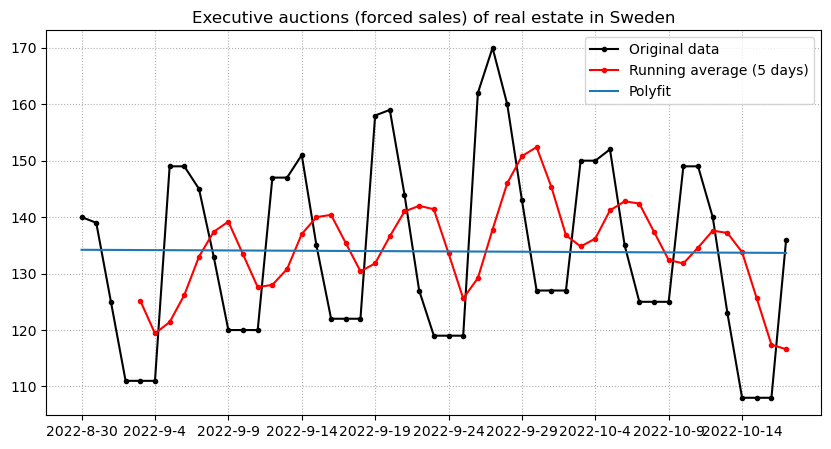 Executive auctions (forced sales) of real estate in Sweden
Original data
Running average (5 days)
Polyfit
170
160
150
140
130
120
110
2022-8-30 2022-9-4 2022-9-9 2022-9-14 2022-9-19 2022-9-24 2022-9-29 2022-10-4 2022-10-9 2022-10-14